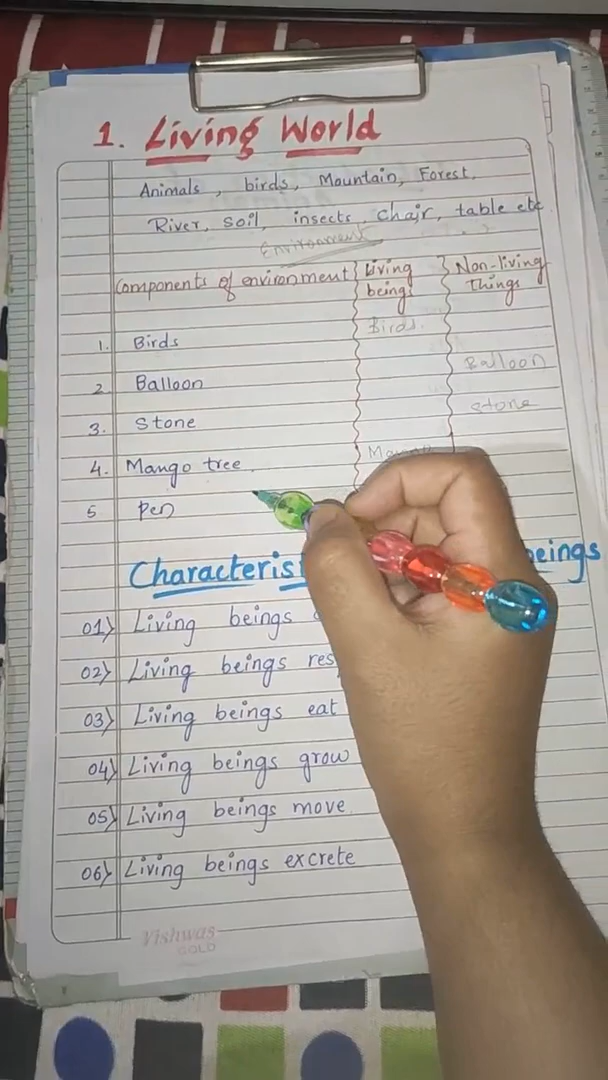 1. Living World
Animals, birds, Mountain, Forest.
River, soil, insects, chair, table etc
Environment
Components of environment Living beings Non-living Things
Birds
1. Birds
Balloon
2 Balloon
stone
3. Stone
4. Mango tree.
5 Pen
beings
01) Living beings
02) Living beings
03) Living beings eat
04) Living beings grow
05) Living beings move.
06) Living beings excrete
Vishwas
GOLD